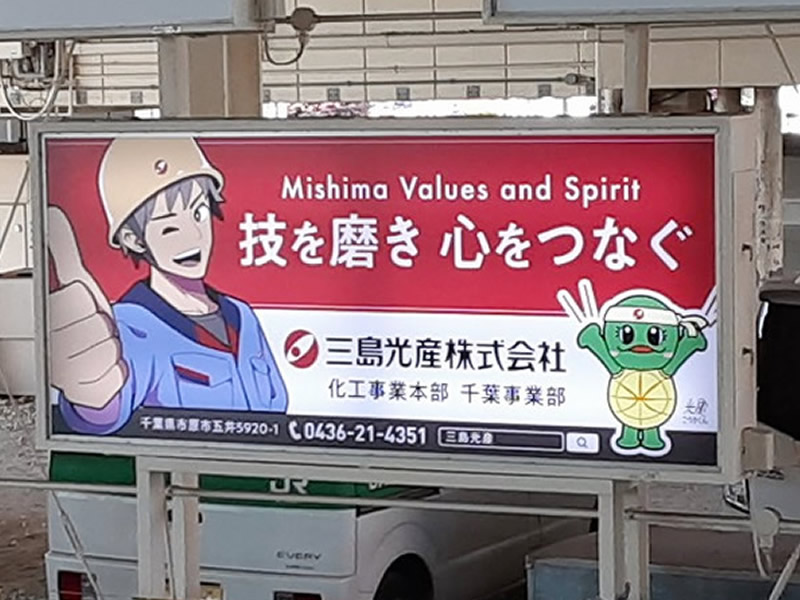 Mishima Values and Spirit
技を磨き 心をつなぐ
三島光産株式会社
化工事業本部 千葉事業部
千葉県市原市五井5920-1 0436-21-4351 三島光産
JR
EVERY